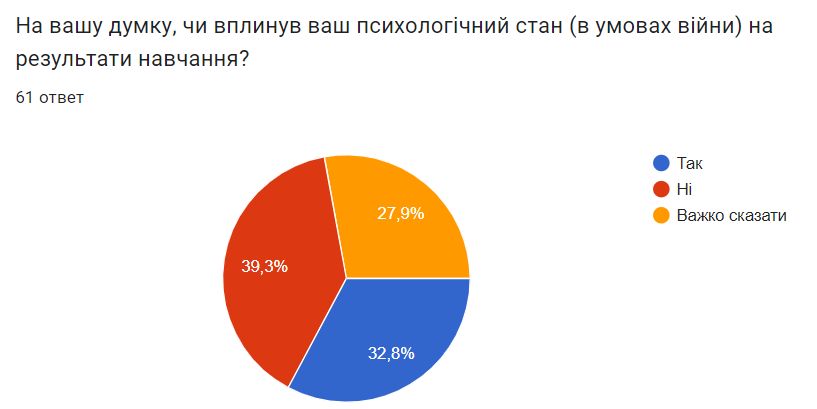 На вашу думку, чи вплинув ваш психологічний стан (в умовах війни) на
результати навчання?
61 ответ
Так
Ні
Важко сказати
27,9%
39,3%
32,8%